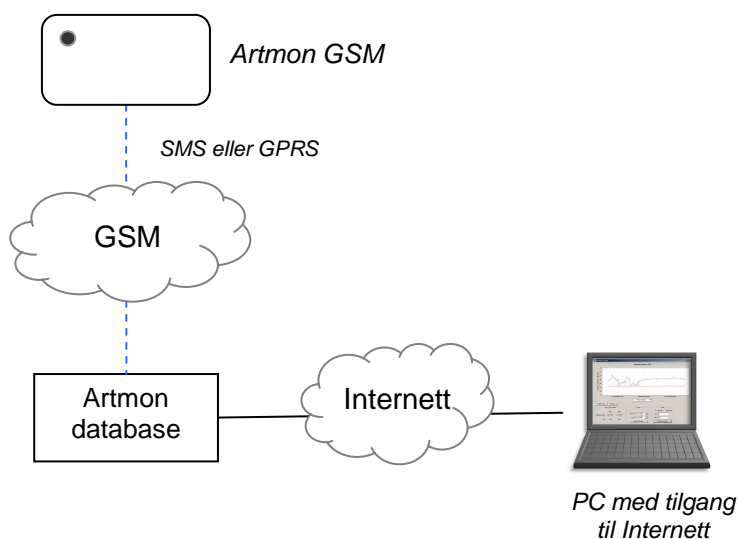 Artmon GSM
SMS eller GPRS
GSM
Artmon
database
Internett
PC med tilgang
til Internett